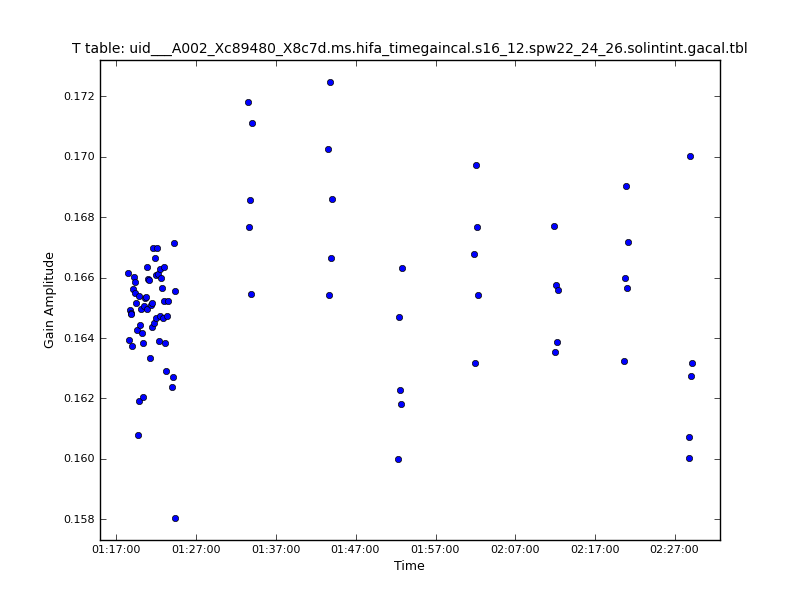 T table: uid___A002_Xc89480_X8c7d.ms.hifa_timegaincal.s16_12.spw22_24_26.solintint.gacal.tbl
0.172
0.170
0.168
0.166
0.164
0.162
0.160
0.158
Gain Amplitude
01:17:00 01:27:00 01:37:00 01:47:00 01:57:00 02:07:00 02:17:00 02:27:00
Time